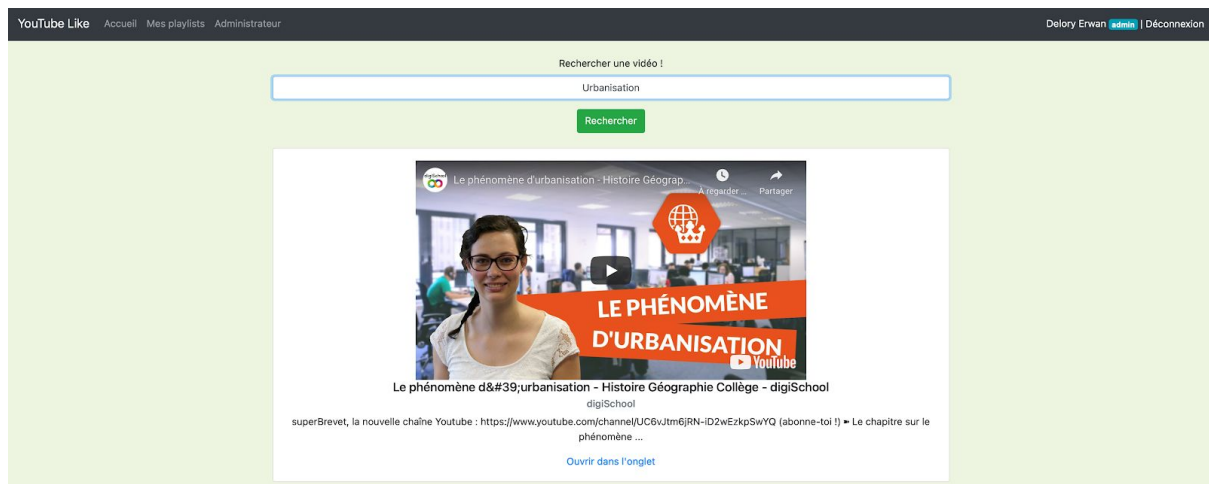 YouTube Like Accueil Mes playlists Administrateur Delory Erwan admin | Déconnexion
Rechercher une vidéo !
Urbanisation
Rechercher
digiSchool Le phénomène d'urbanisation - Histoire Géograp... À regarder ... Partager
LE PHÉNOMÈNE
D'URBANISATION
YouTube
Le phénomène d&#39;urbanisation - Histoire Géographie Collège - digiSchool
digiSchool
superBrevet, la nouvelle chaîne Youtube : https://www.youtube.com/channel/UC6vJtm6jRN-iD2wEzkpSwYQ (abonne-toi !) ► Le chapitre sur le
phénomène ...
Ouvrir dans l'onglet